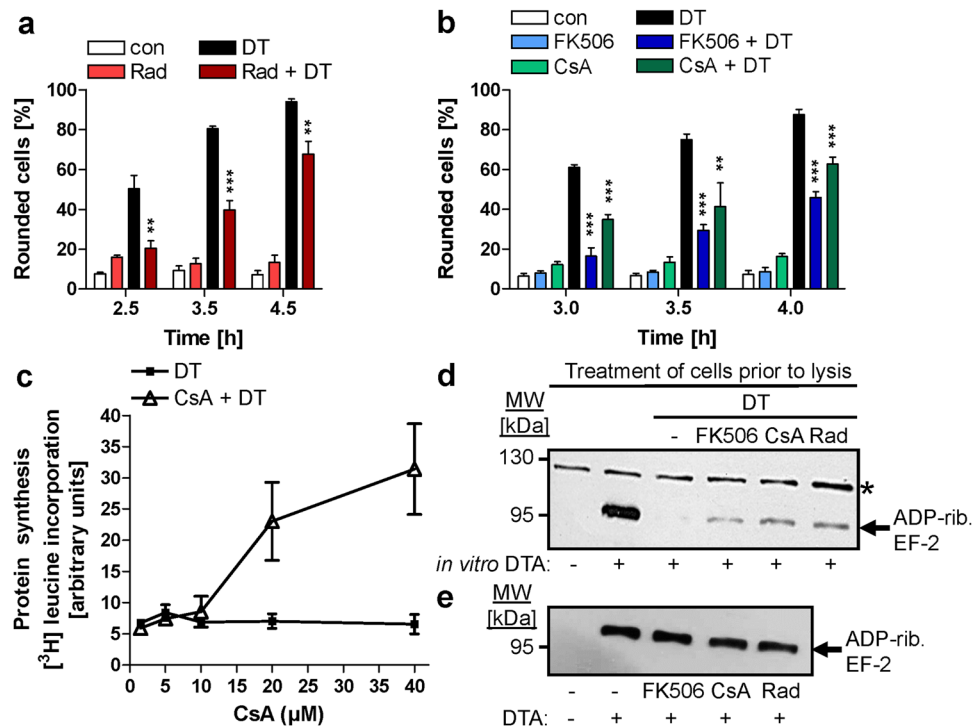 a
con
DT
Rad
Rad + DT
Rounded cells [%]
100
80
60
40
20
0
**
***
**
2.5
3.5
4.5
Time [h]
b
con
DT
FK506
FK506 + DT
CsA
CsA + DT
Rounded cells [%]
100
80
60
40
20
0
***
***
***
**
***
***
3.0
3.5
4.0
Time [h]
c
DT
CsA + DT
Protein synthesis
[³H] leucine incorporation
[arbitrary units]
40
35
30
25
20
15
10
5
0
0 5 10 15 20 25 30 35 40
CsA (µM)
d
Treatment of cells prior to lysis
MW
[kDa]
DT
- FK506 CsA Rad
130
*
95
ADP-rib.
EF-2
in vitro DTA: - + + + + +
e
MW
[kDa]
95
ADP-rib.
EF-2
- - FK506 CsA Rad
DTA: - + + + +